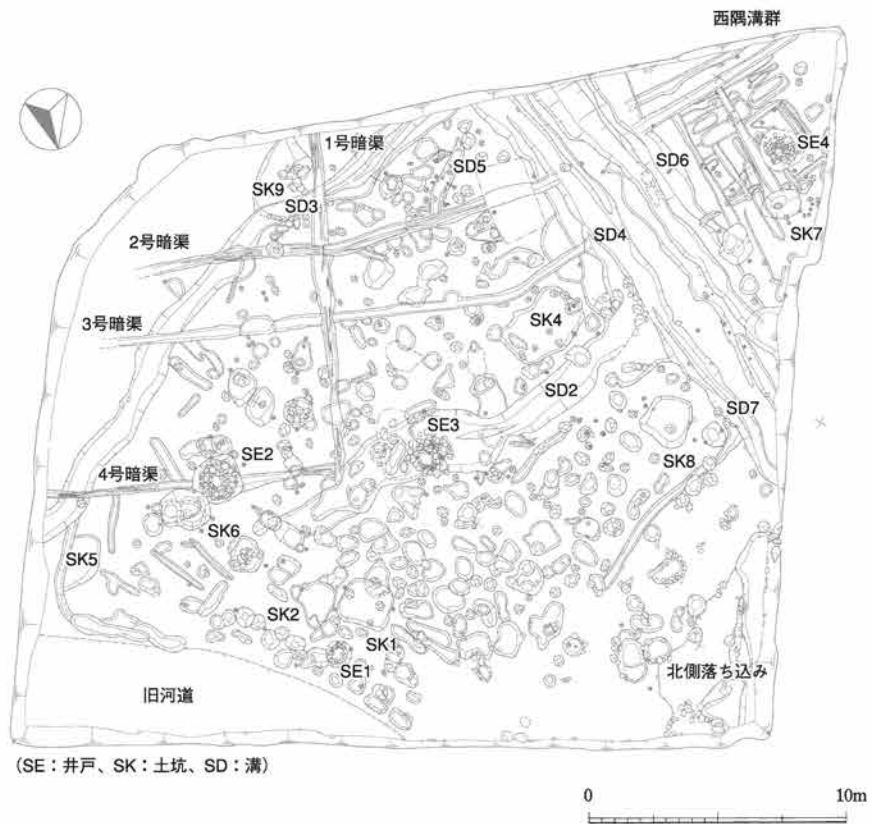 西隅溝群
1号暗渠
SE4
SD5
SD6
SK9
SD3
SK7
2号暗渠
SD4
SK4
3号暗渠
SD2
SD7
SE3
SE2
SK8
4号暗渠
SK6
SK5
SK2
SK1
SE1
北側落ち込み
旧河道
(SE：井戸、SK：土坑、SD：溝)
0 10m